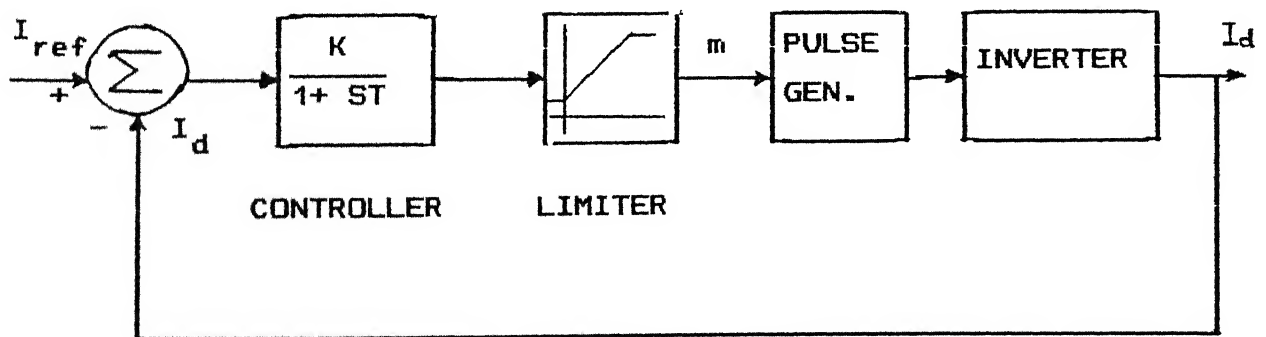 I_ref
+
-
I_d
Σ
K
1+ ST
m
PULSE
GEN.
INVERTER
I_d
CONTROLLER
LIMITER